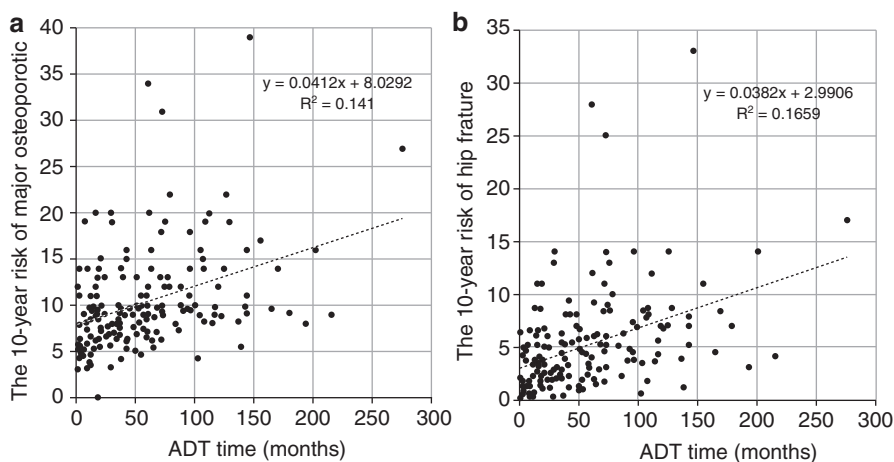 a
The 10-year risk of major osteoporotic
40
35
30
25
20
15
10
5
0
y = 0.0412x + 8.0292
R² = 0.141
0 50 100 150 200 250 300
ADT time (months)
b
The 10-year risk of hip frature
35
30
25
20
15
10
5
0
y = 0.0382x + 2.9906
R² = 0.1659
0 50 100 150 200 250 300
ADT time (months)